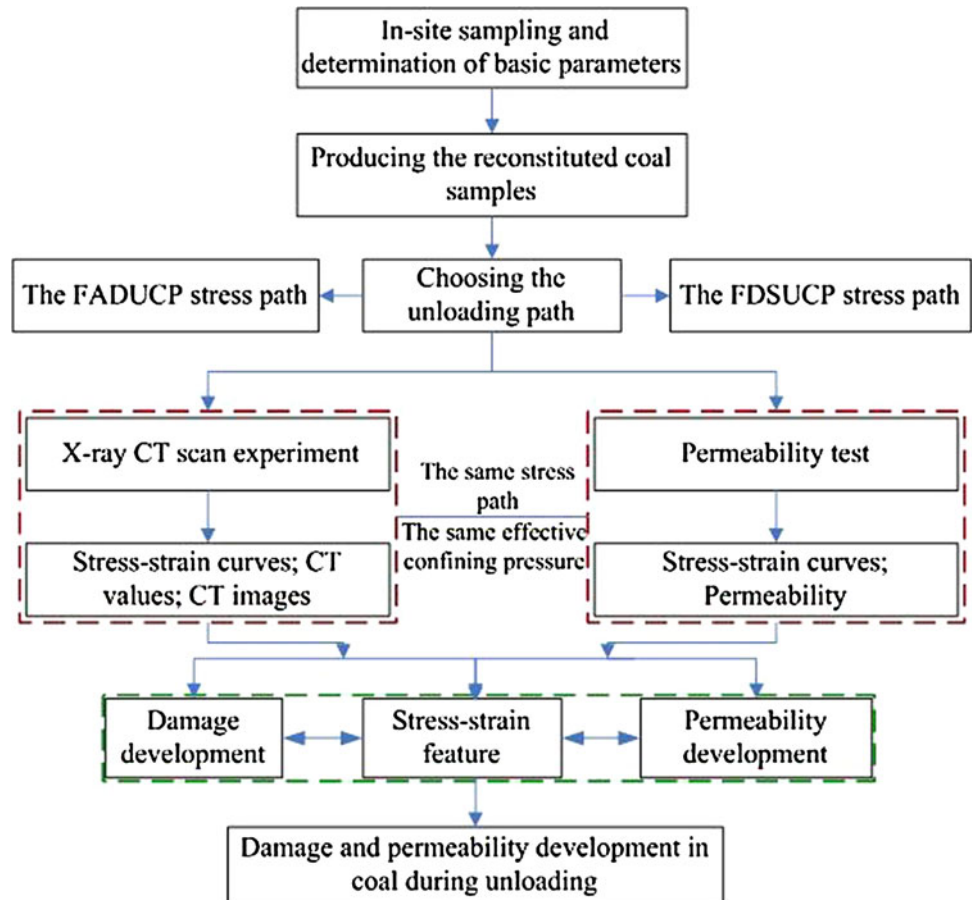 In-site sampling and
determination of basic parameters
Producing the reconstituted coal
samples
The FADUCP stress path
Choosing the
unloading path
The FDSUCP stress path
X-ray CT scan experiment
The same stress
path
The same effective
confining pressure
Permeability test
Stress-strain curves; CT
values; CT images
Stress-strain curves;
Permeability
Damage
development
Stress-strain
feature
Permeability
development
Damage and permeability development in
coal during unloading